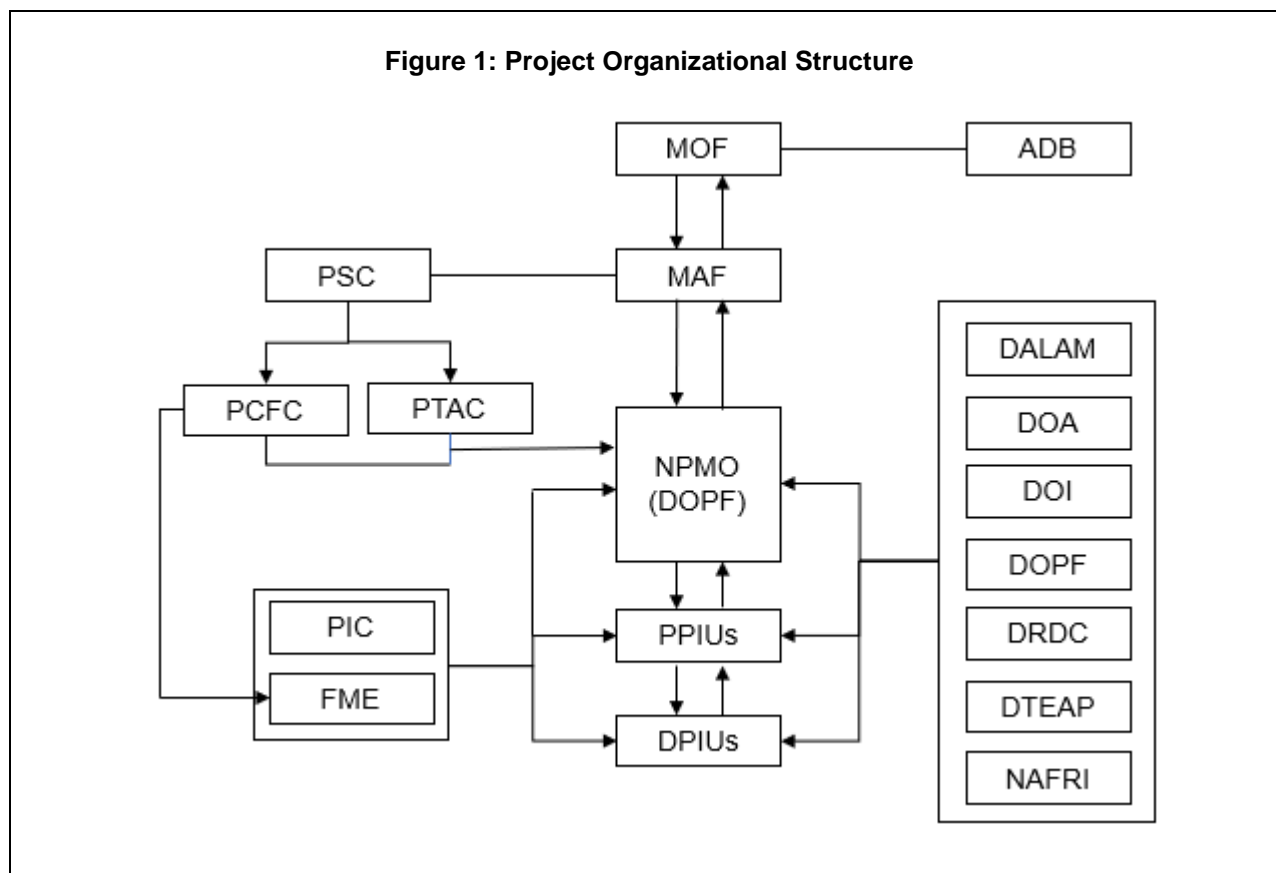 Figure 1: Project Organizational Structure
MOF
ADB
PSC
MAF
PCFC
PTAC
NPMO
(DOPF)
PIC
FME
PPIUs
DPIUs
DALAM
DOA
DOI
DOPF
DRDC
DTEAP
NAFRI